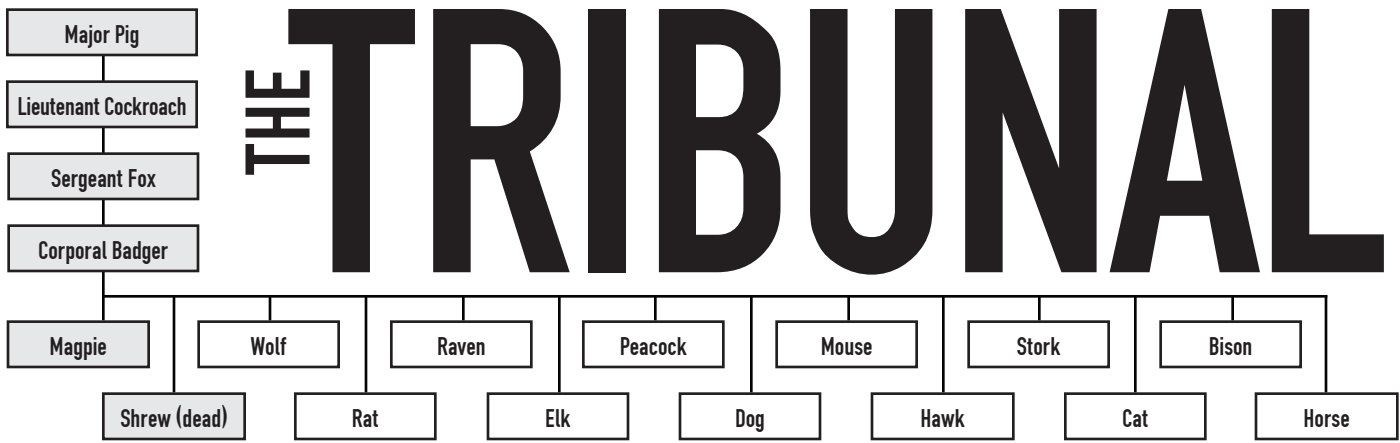 THE TRIBUNAL
Major Pig
Lieutenant Cockroach
Sergeant Fox
Corporal Badger
Magpie
Wolf
Raven
Peacock
Mouse
Stork
Bison
Shrew (dead)
Rat
Elk
Dog
Hawk
Cat
Horse